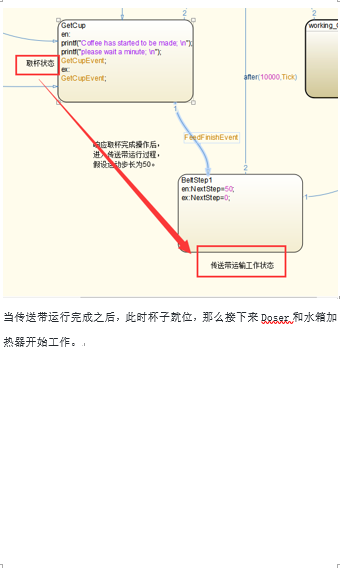 2
2
GetCup
en:
printf("Coffee has started to be made; \n");
printf("please wait a minute; \n");
GetCupEvent;
ex:
GetCupEvent;
取杯状态
working_
after(10000,Tick)
1
响应取杯完成操作后，
进入传送带运行过程，
假设运动步长为50。
FeedFinishEvent
2
BeltStep1
en:NextStep=50;
ex:NextStep=0;
1
传送带运输工作状态
当传送带运行完成之后，此时杯子就位，那么接下来 Doser 和水箱加
热器开始工作。